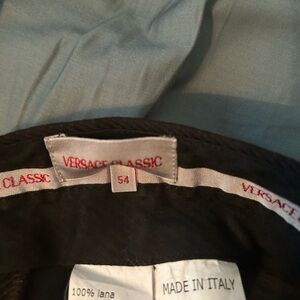 VERSACE CLASSIC
54
CLASSIC
VERSACE
100% lana
MADE IN ITALY